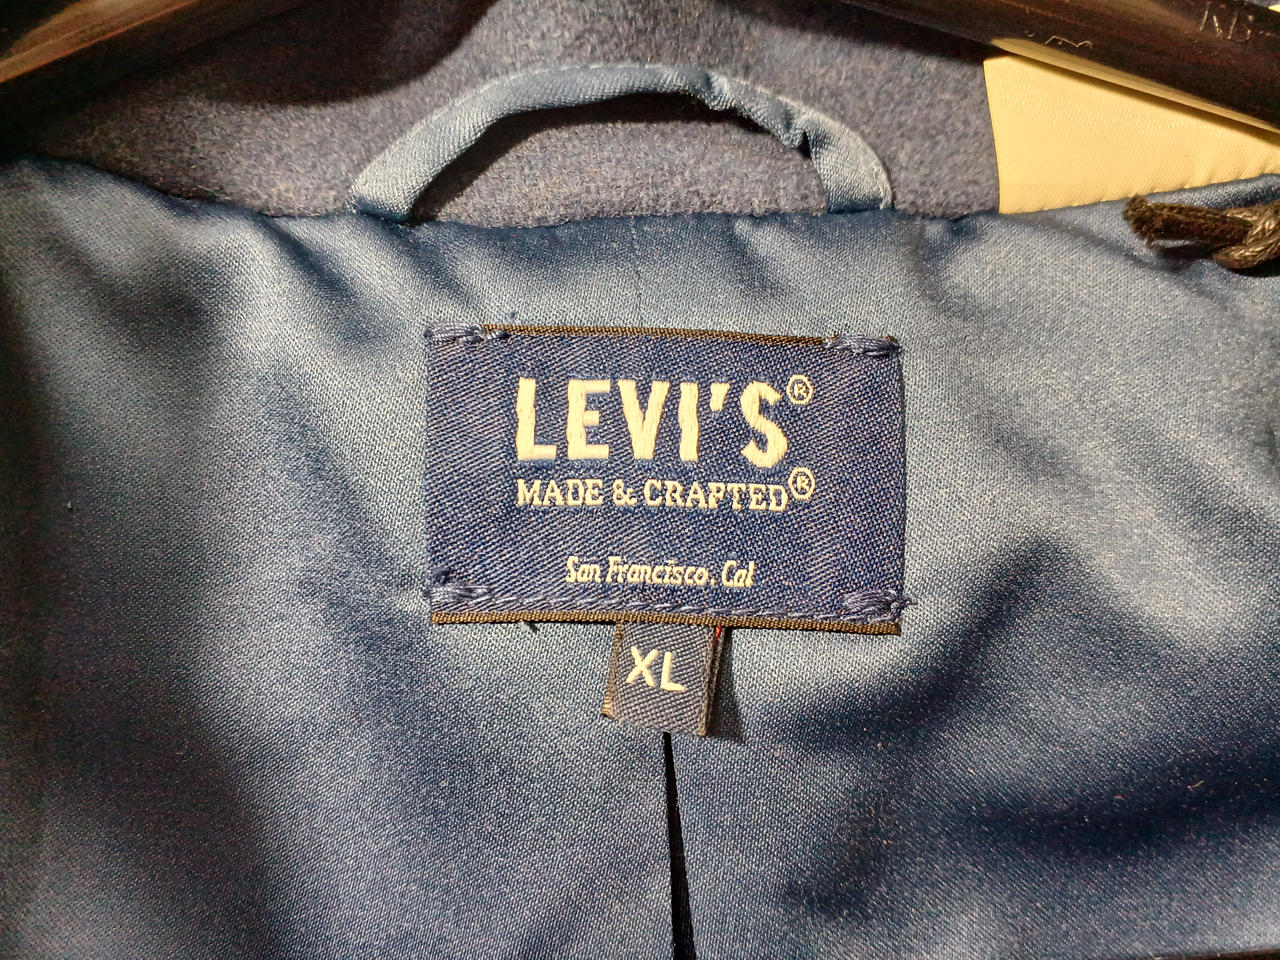 LEVI'S®
MADE & CRAFTED®
San Francisco, Cal
XL